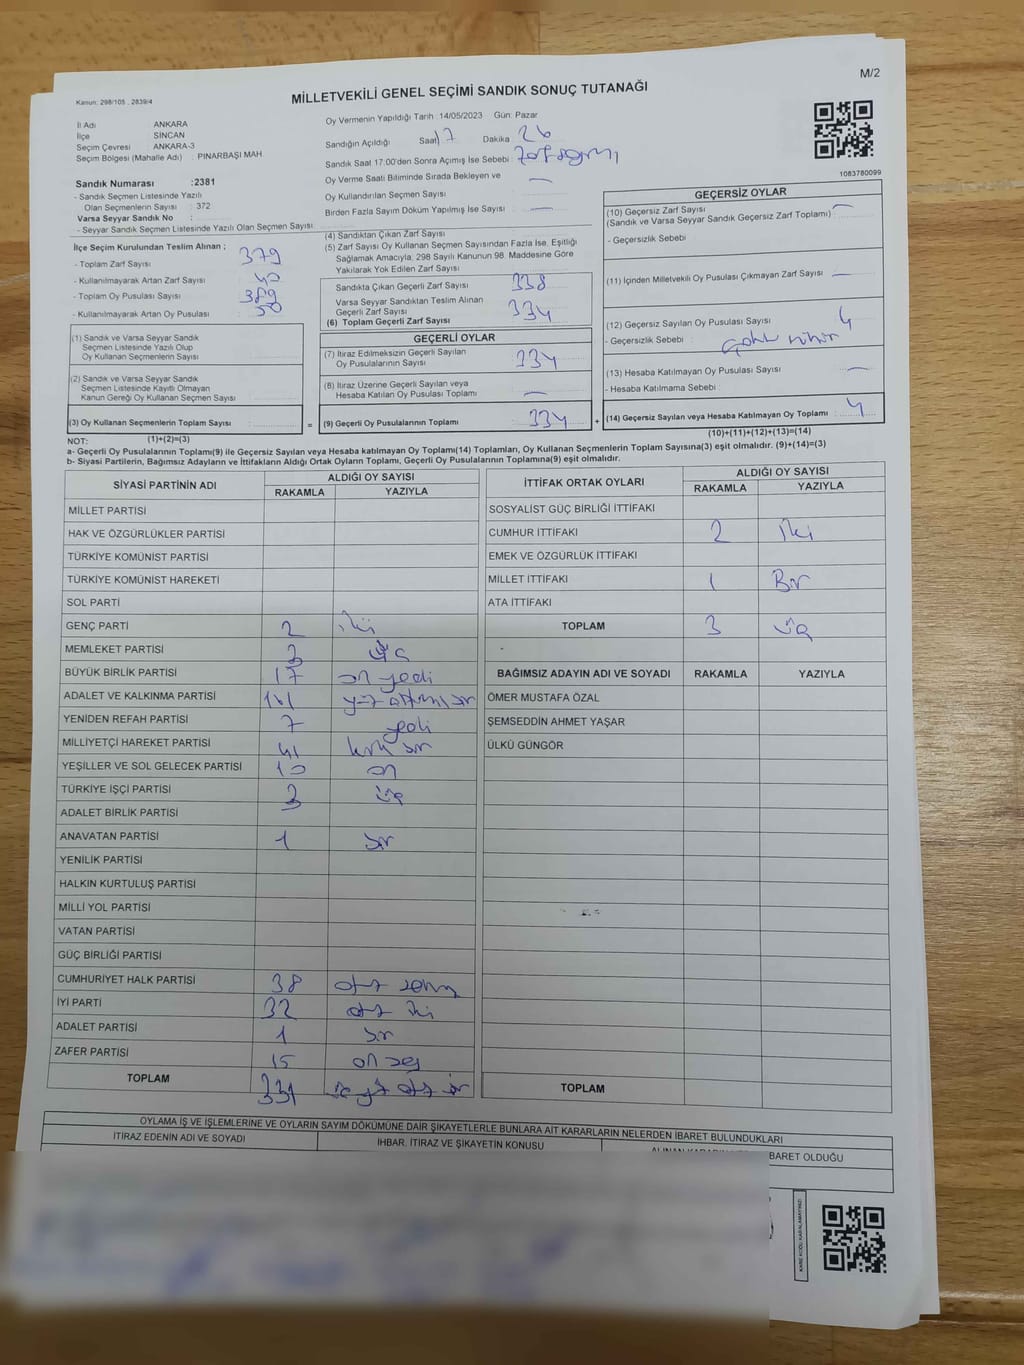 M/2
Kanun: 298/105 , 2839/4
MİLLETVEKİLİ GENEL SEÇİMİ SANDIK SONUÇ TUTANAĞI
İl Adı : ANKARA
İlçe : SİNCAN
Seçim Çevresi : ANKARA-3
Seçim Bölgesi (Mahalle Adı) : PINARBAŞI MAH
Oy Vermenin Yapıldığı Tarih :14/05/2023 Gün: Pazar
Sandığın Açıldığı Saat 17 Dakika 26
Sandık Saat 17:00'den Sonra Açımış İse Sebebi :
Oy Verme Saati Bitiminde Sırada Bekleyen ve : —
Oy Kullandırılan Seçmen Sayısı
Birden Fazla Sayım Döküm Yapılmış İse Sayısı : —
1083780099
Sandık Numarası :2381
- Sandık Seçmen Listesinde Yazılı
Olan Seçmenlerin Sayısı : 372
Varsa Seyyar Sandık No :
- Seyyar Sandık Seçmen Listesinde Yazılı Olan Seçmen Sayısı:
İlçe Seçim Kurulundan Teslim Alınan ;
- Toplam Zarf Sayısı : 379
- Kullanılmayarak Artan Zarf Sayısı : 40
- Toplam Oy Pusulası Sayısı : 389
- Kullanılmayarak Artan Oy Pusulası : 50
(1) Sandık ve Varsa Seyyar Sandık
Seçmen Listesinde Yazılı Olup
Oy Kullanan Seçmenlerin Sayısı :
(2) Sandık ve Varsa Seyyar Sandık
Seçmen Listesinde Kayıtlı Olmayan
Kanun Gereği Oy Kullanan Seçmen Sayısı :
(3) Oy Kullanan Seçmenlerin Toplam Sayısı :
(4) Sandıktan Çıkan Zarf Sayısı :
(5) Zarf Sayısı Oy Kullanan Seçmen Sayısından Fazla İse, Eşitliği
Sağlamak Amacıyla, 298 Sayılı Kanunun 98. Maddesine Göre
Yakılarak Yok Edilen Zarf Sayısı :
Sandıkta Çıkan Geçerli Zarf Sayısı : 338
Varsa Seyyar Sandıktan Teslim Alınan
Geçerli Zarf Sayısı : 334
(6) Toplam Geçerli Zarf Sayısı
GEÇERLİ OYLAR
(7) İtiraz Edilmeksizin Geçerli Sayılan
Oy Pusulalarının Sayısı : 334
(8) İtiraz Üzerine Geçerli Sayılan veya
Hesaba Katılan Oy Pusulası Toplamı : —
= (9) Geçerli Oy Pusulalarının Toplamı : 334 +
GEÇERSİZ OYLAR
(10) Geçersiz Zarf Sayısı : —
(Sandık ve Varsa Seyyar Sandık Geçersiz Zarf Toplamı)
- Geçersizlik Sebebi :
(11) İçinden Milletvekili Oy Pusulası Çıkmayan Zarf Sayısı : —
(12) Geçersiz Sayılan Oy Pusulası Sayısı : 4
- Geçersizlik Sebebi : mühür
(13) Hesaba Katılmayan Oy Pusulası Sayısı : —
- Hesaba Katılmama Sebebi :
(14) Geçersiz Sayılan veya Hesaba Katılmayan Oy Toplamı : 4
NOT: (1)+(2)=(3)
(10)+(11)+(12)+(13)=(14)
a- Geçerli Oy Pusulalarının Toplamı(9) ile Geçersiz Sayılan veya Hesaba katılmayan Oy Toplamı(14) Toplamları, Oy Kullanan Seçmenlerin Toplam Sayısına(3) eşit olmalıdır. (9)+(14)=(3)
b- Siyasi Partilerin, Bağımsız Adayların ve İttifakların Aldığı Ortak Oyların Toplamı, Geçerli Oy Pusulalarının Toplamına(9) eşit olmalıdır.
SİYASİ PARTİNİN ADI ALDIĞI OY SAYISI
RAKAMLA YAZIYLA
MİLLET PARTİSİ
HAK VE ÖZGÜRLÜKLER PARTİSİ
TÜRKİYE KOMÜNİST PARTİSİ
TÜRKİYE KOMÜNİST HAREKETİ
SOL PARTİ
GENÇ PARTİ 2 iki
MEMLEKET PARTİSİ 3 üç
BÜYÜK BİRLİK PARTİSİ 17 on yedi
ADALET VE KALKINMA PARTİSİ 161 yüz altmış bir
YENİDEN REFAH PARTİSİ 7 yedi
MİLLİYETÇİ HAREKET PARTİSİ 41 kırk bir
YEŞİLLER VE SOL GELECEK PARTİSİ 10 on
TÜRKİYE İŞÇİ PARTİSİ 3 üç
ADALET BİRLİK PARTİSİ
ANAVATAN PARTİSİ 1 bir
YENİLİK PARTİSİ
HALKIN KURTULUŞ PARTİSİ
MİLLİ YOL PARTİSİ
VATAN PARTİSİ
GÜÇ BİRLİĞİ PARTİSİ
CUMHURİYET HALK PARTİSİ 38 otuz sekiz
İYİ PARTİ 32 otuz iki
ADALET PARTİSİ 1 bir
ZAFER PARTİSİ 15 on beş
TOPLAM 331 üç yüz otuz bir
İTTİFAK ORTAK OYLARI ALDIĞI OY SAYISI
RAKAMLA YAZIYLA
SOSYALİST GÜÇ BİRLİĞİ İTTİFAKI
CUMHUR İTTİFAKI 2 iki
EMEK VE ÖZGÜRLÜK İTTİFAKI
MİLLET İTTİFAKI 1 Bir
ATA İTTİFAKI
TOPLAM 3 üç
BAĞIMSIZ ADAYIN ADI VE SOYADI RAKAMLA YAZIYLA
ÖMER MUSTAFA ÖZAL
ŞEMSEDDİN AHMET YAŞAR
ÜLKÜ GÜNGÖR
TOPLAM
OYLAMA İŞ VE İŞLEMLERİNE VE OYLARIN SAYIM DÖKÜMÜNE DAİR ŞİKAYETLERLE BUNLARA AİT KARARLARIN NELERDEN İBARET BULUNDUKLARI
İTİRAZ EDENİN ADI VE SOYADI İHBAR, İTİRAZ VE ŞİKAYETİN KONUSU BARET OLDUĞU
KARE KODU KARALAMAYINIZ!